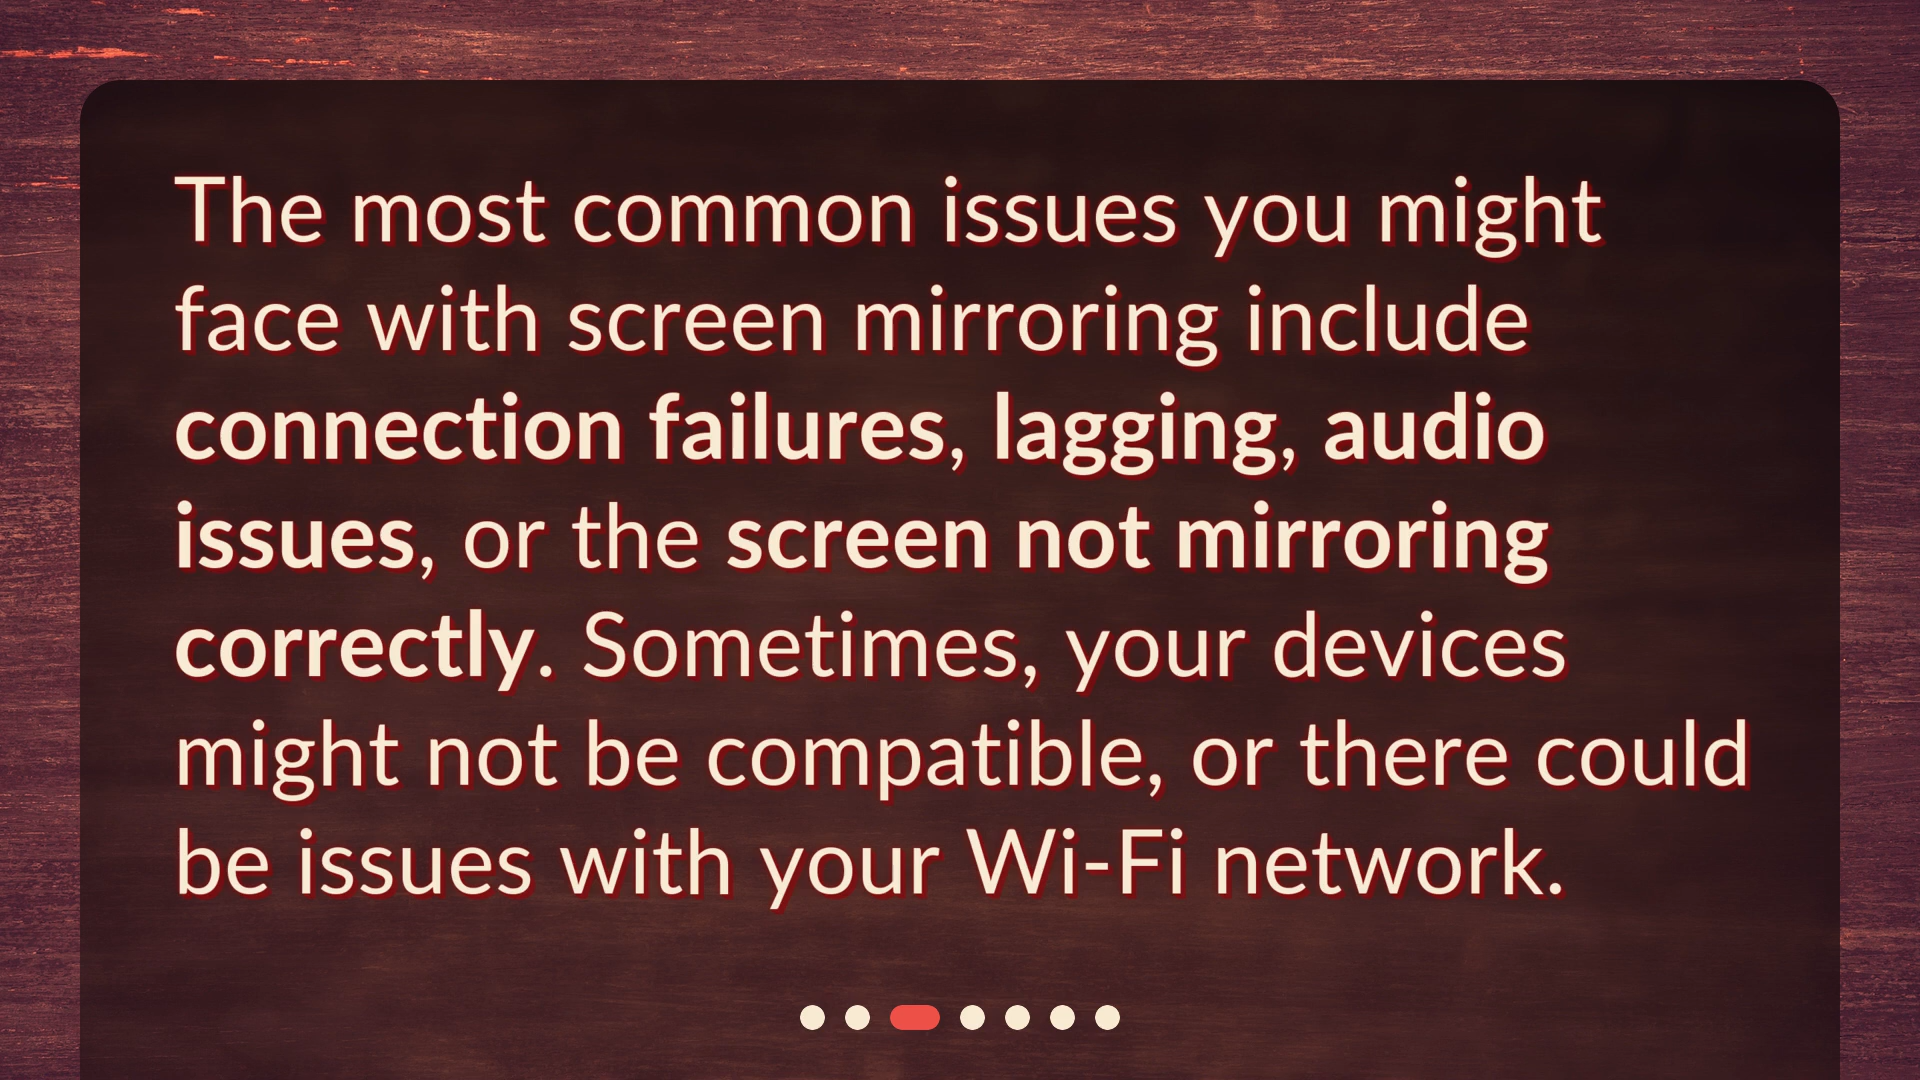 The most common issues you might
face with screen mirroring include
connection failures, lagging, audio
issues, or the screen not mirroring
correctly. Sometimes, your devices
might not be compatible, or there could
be issues with your Wi-Fi network.